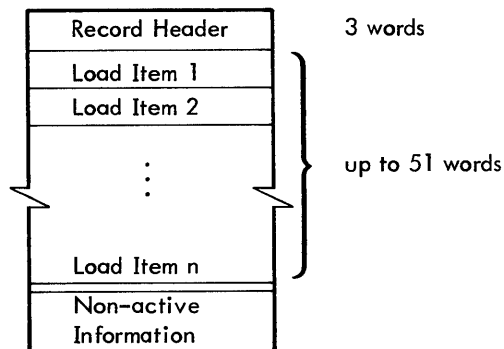 Record Header 3 words
Load Item 1
Load Item 2
up to 51 words
Load Item n
Non-active
Information